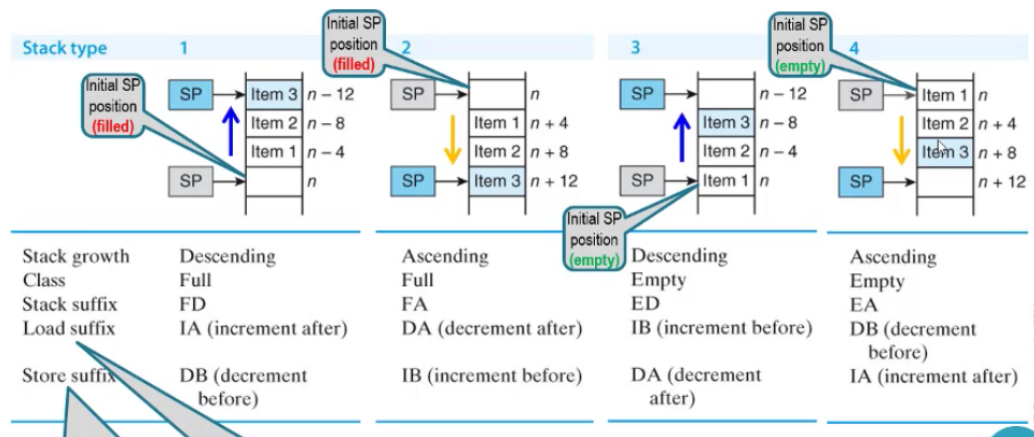 Stack type 1 2 3 4
Initial SP
position
(filled)
Initial SP
position
(filled)
Initial SP
position
(empty)
Initial SP
position
(empty)
SP Item 3 n – 12
Item 2 n – 8
Item 1 n – 4
SP n
SP n
Item 1 n + 4
Item 2 n + 8
SP Item 3 n + 12
SP n – 12
Item 3 n – 8
Item 2 n – 4
SP Item 1 n
SP Item 1 n
Item 2 n + 4
Item 3 n + 8
SP n + 12
Stack growth Descending Ascending Descending Ascending
Class Full Full Empty Empty
Stack suffix FD FA ED EA
Load suffix IA (increment after) DA (decrement after) IB (increment before) DB (decrement
before)
Store suffix DB (decrement IB (increment before) DA (decrement IA (increment after)
before) after)